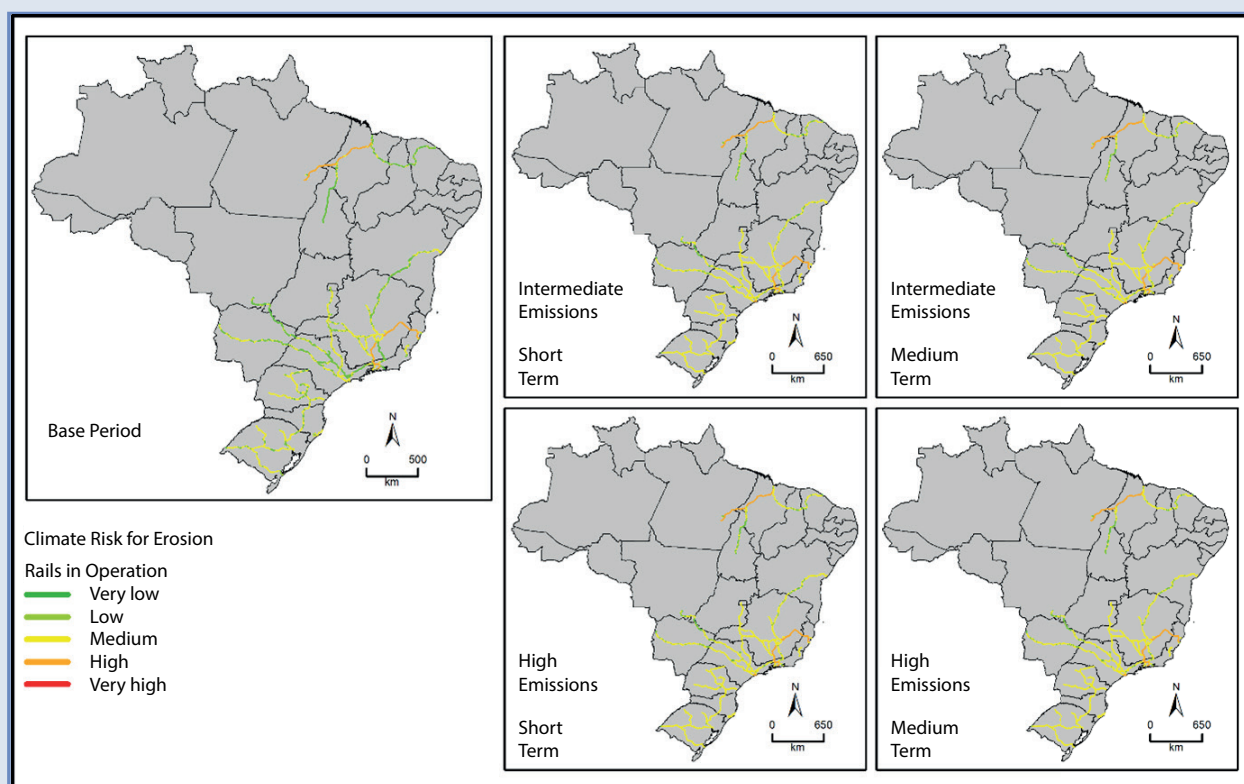 Base Period
N
0 500
km
Intermediate
Emissions
Short
Term
N
0 650
km
Intermediate
Emissions
Medium
Term
N
0 650
km
Climate Risk for Erosion
Rails in Operation
Very low
Low
Medium
High
Very high
High
Emissions
Short
Term
N
0 650
km
High
Emissions
Medium
Term
N
0 650
km